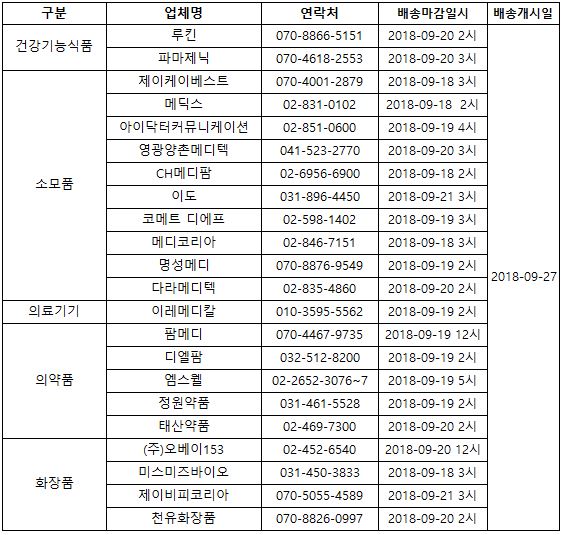 구분 업체명 연락처 배송마감일시 배송개시일
건강기능식품 루킨 070-8866-5151 2018-09-20 2시 2018-09-27
파마제닉 070-4618-2553 2018-09-20 3시
소모품 제이케이베스트 070-4001-2879 2018-09-18 3시
메딕스 02-831-0102 2018-09-18 2시
아이닥터커뮤니케이션 02-851-0600 2018-09-19 4시
영광양촌메디텍 041-523-2770 2018-09-20 3시
CH메디팜 02-6956-6900 2018-09-18 2시
이도 031-896-4450 2018-09-21 3시
코메트 디에프 02-598-1402 2018-09-19 3시
메디코리아 02-846-7151 2018-09-18 3시
명성메디 070-8876-9549 2018-09-19 2시
다라메디텍 02-835-4860 2018-09-20 2시
의료기기 이레메디칼 010-3595-5562 2018-09-19 2시
의약품 팜메디 070-4467-9735 2018-09-19 12시
디엘팜 032-512-8200 2018-09-19 2시
엠스웰 02-2652-3076~7 2018-09-19 5시
정원약품 031-461-5528 2018-09-19 2시
태산약품 02-469-7300 2018-09-20 2시
화장품 (주)오베이153 02-452-6540 2018-09-20 12시
미스미즈바이오 031-450-3833 2018-09-18 3시
제이비피코리아 070-5055-4589 2018-09-21 3시
천유화장품 070-8826-0997 2018-09-20 2시